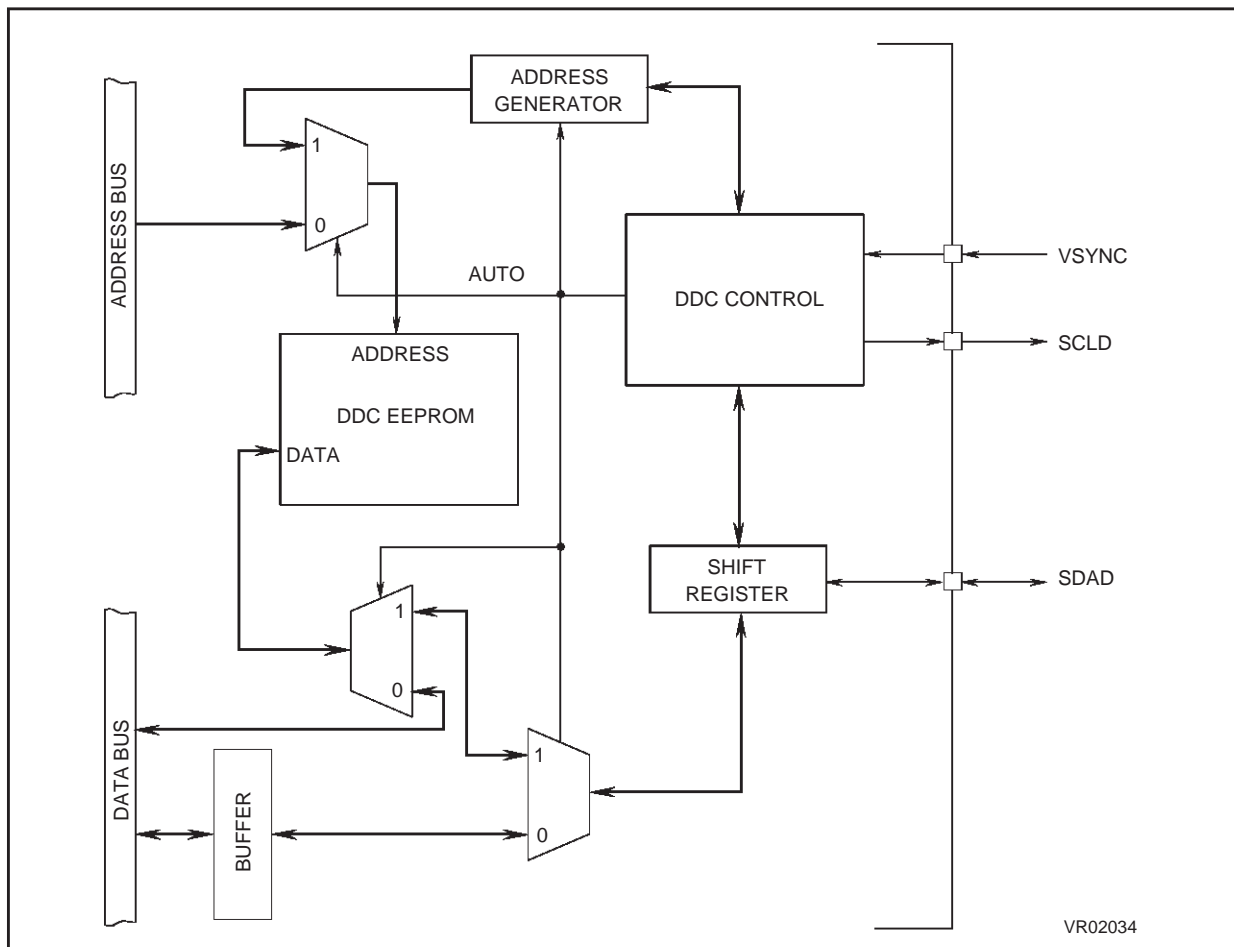 ADDRESS
GENERATOR
1
ADDRESS BUS
0
VSYNC
AUTO
DDC CONTROL
SCLD
ADDRESS
DDC EEPROM
DATA
SHIFT
REGISTER
SDAD
1
0
DATA BUS
1
BUFFER
0
VR02034